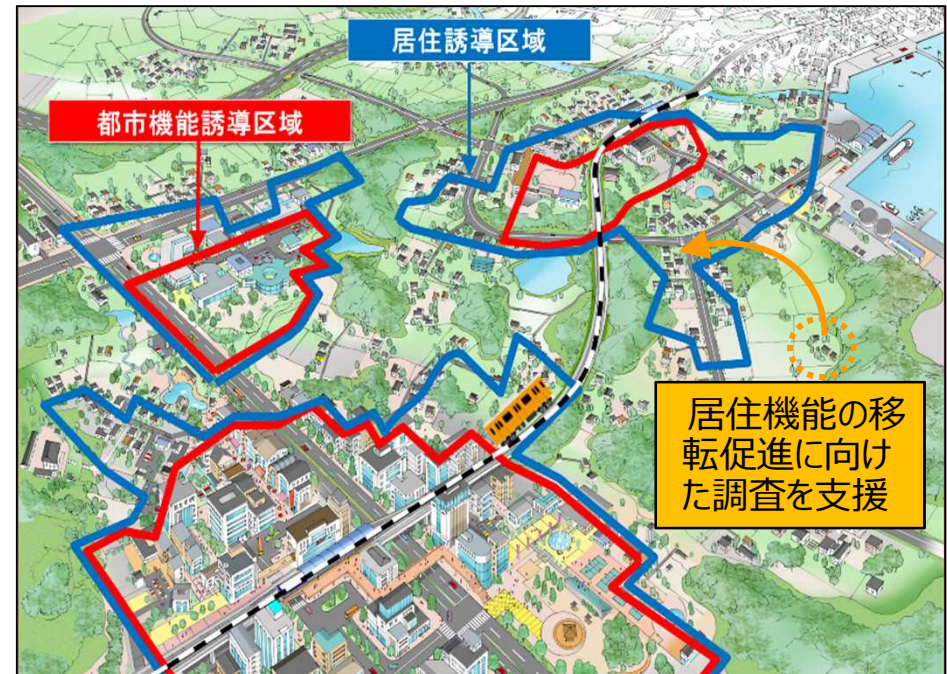 居住誘導区域
都市機能誘導区域
居住機能の移
転促進に向け
た調査を支援